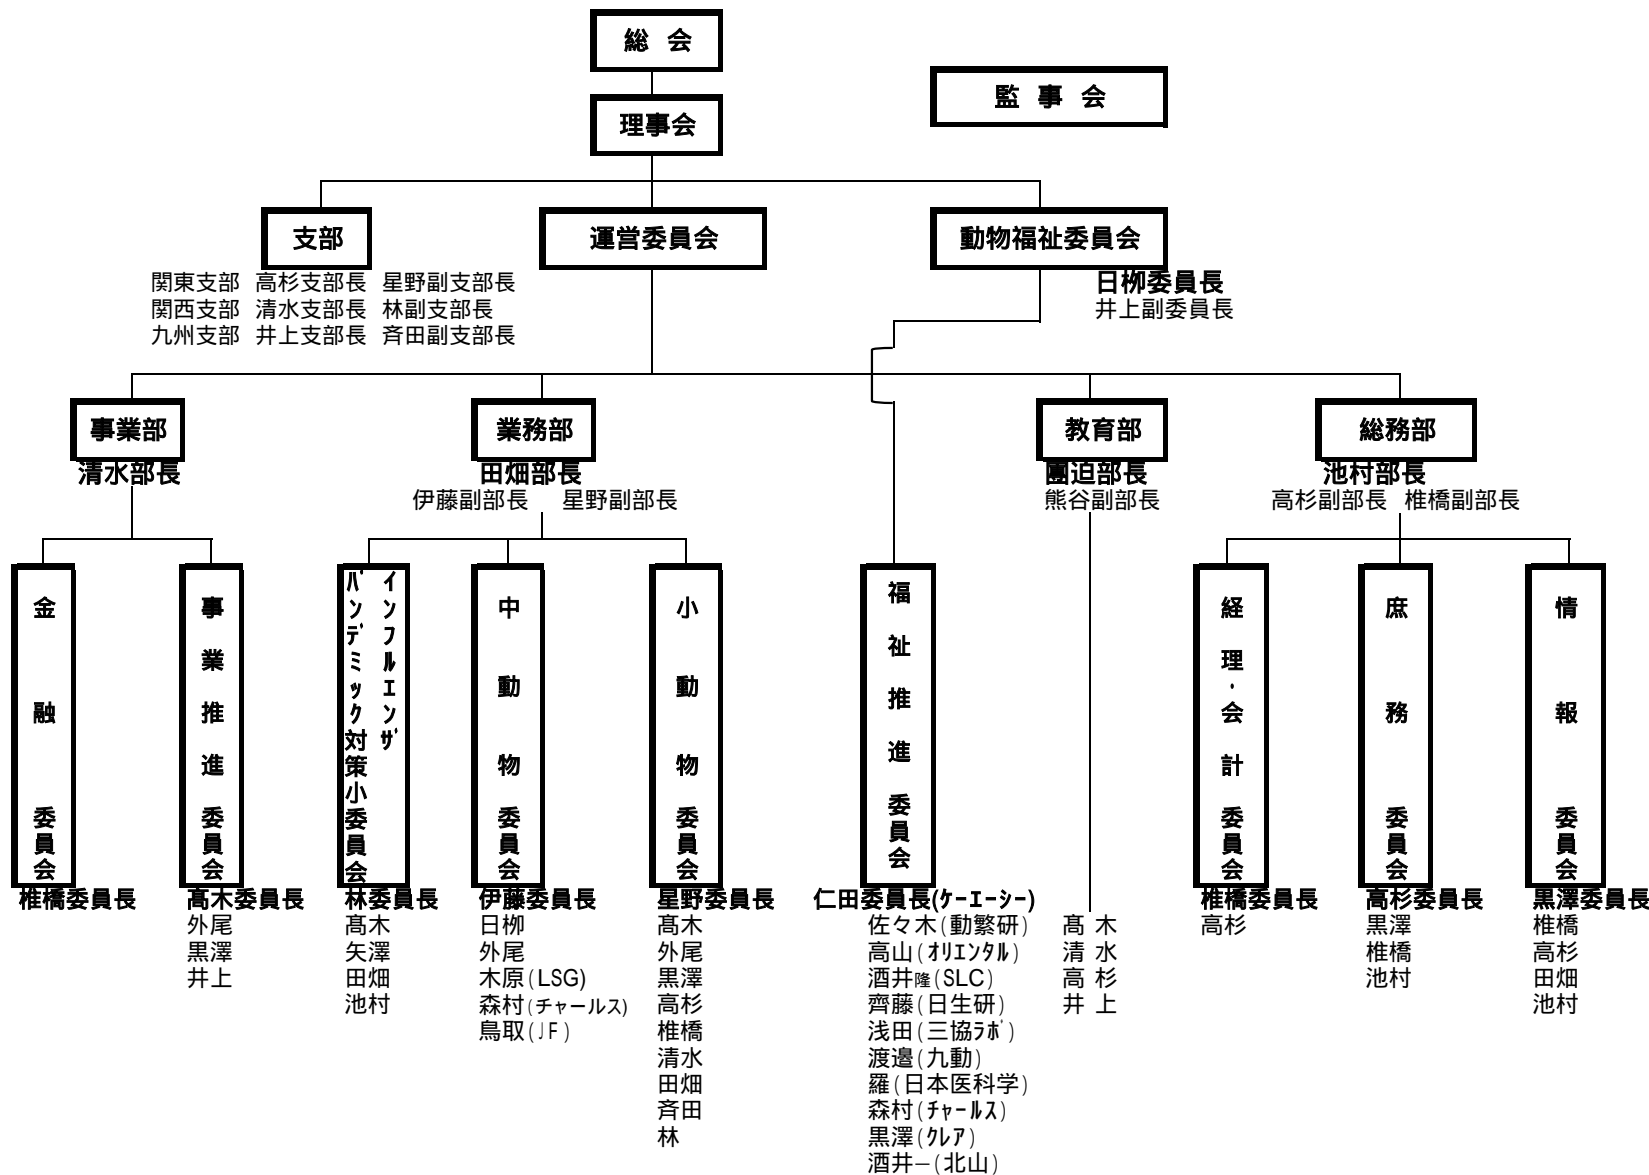 総会
監事会
理事会
支部
運営委員会
動物福祉委員会
関東支部 高杉支部長 星野副支部長
関西支部 清水支部長 林副支部長
九州支部 井上支部長 斉田副支部長
日栁委員長
井上副委員長
事業部
清水部長
業務部
田畑部長
伊藤副部長 星野副部長
教育部
團迫部長
熊谷副部長
総務部
池村部長
高杉副部長 椎橋副部長
金融委員会
椎橋委員長
事業推進委員会
髙木委員長
外尾
黒澤
井上
インフルエンザ
パンデミック対策小委員会
林委員長
髙木
矢澤
田畑
池村
中動物委員会
伊藤委員長
日栁
外尾
木原(LSG)
森村(チャールス)
鳥取(JF)
小動物委員会
星野委員長
髙木
外尾
黒澤
高杉
椎橋
清水
田畑
斉田
林
福祉推進委員会
仁田委員長(ケーエーシー)
佐々木(動繁研)
高山(オリエンタル)
酒井隆(SLC)
齊藤(日生研)
浅田(三協ラボ)
渡邉(九動)
羅(日本医科学)
森村(チャールス)
黒澤(クレア)
酒井一(北山)
髙木
清水
高杉
井上
経理・会計委員会
椎橋委員長
高杉
庶務委員会
高杉委員長
黒澤
椎橋
池村
情報委員会
黒澤委員長
椎橋
高杉
田畑
池村